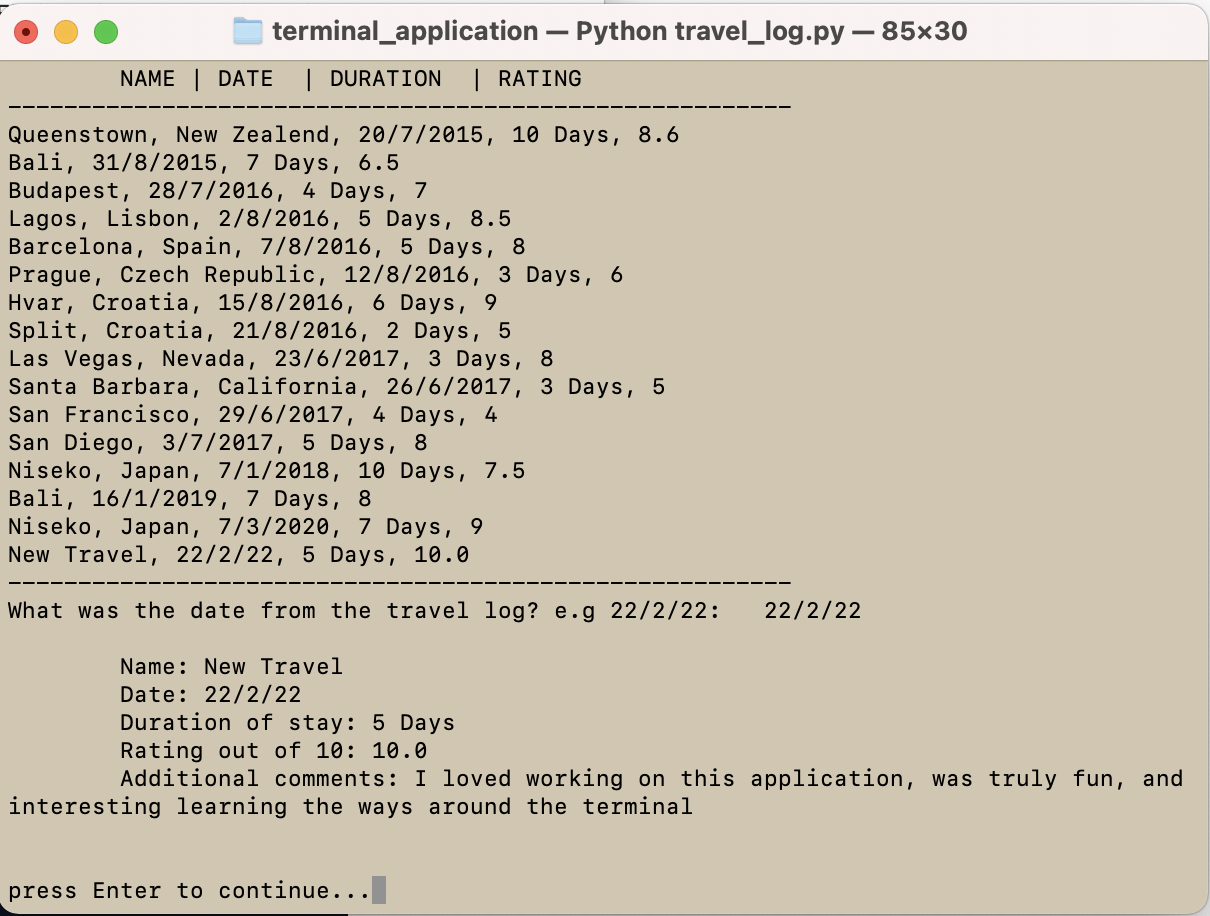 terminal_application — Python travel_log.py — 85×30
NAME | DATE | DURATION | RATING
--------------------------------------------------------
Queenstown, New Zealend, 20/7/2015, 10 Days, 8.6
Bali, 31/8/2015, 7 Days, 6.5
Budapest, 28/7/2016, 4 Days, 7
Lagos, Lisbon, 2/8/2016, 5 Days, 8.5
Barcelona, Spain, 7/8/2016, 5 Days, 8
Prague, Czech Republic, 12/8/2016, 3 Days, 6
Hvar, Croatia, 15/8/2016, 6 Days, 9
Split, Croatia, 21/8/2016, 2 Days, 5
Las Vegas, Nevada, 23/6/2017, 3 Days, 8
Santa Barbara, California, 26/6/2017, 3 Days, 5
San Francisco, 29/6/2017, 4 Days, 4
San Diego, 3/7/2017, 5 Days, 8
Niseko, Japan, 7/1/2018, 10 Days, 7.5
Bali, 16/1/2019, 7 Days, 8
Niseko, Japan, 7/3/2020, 7 Days, 9
New Travel, 22/2/22, 5 Days, 10.0
--------------------------------------------------------
What was the date from the travel log? e.g 22/2/22: 22/2/22
Name: New Travel
Date: 22/2/22
Duration of stay: 5 Days
Rating out of 10: 10.0
Additional comments: I loved working on this application, was truly fun, and
interesting learning the ways around the terminal
press Enter to continue...